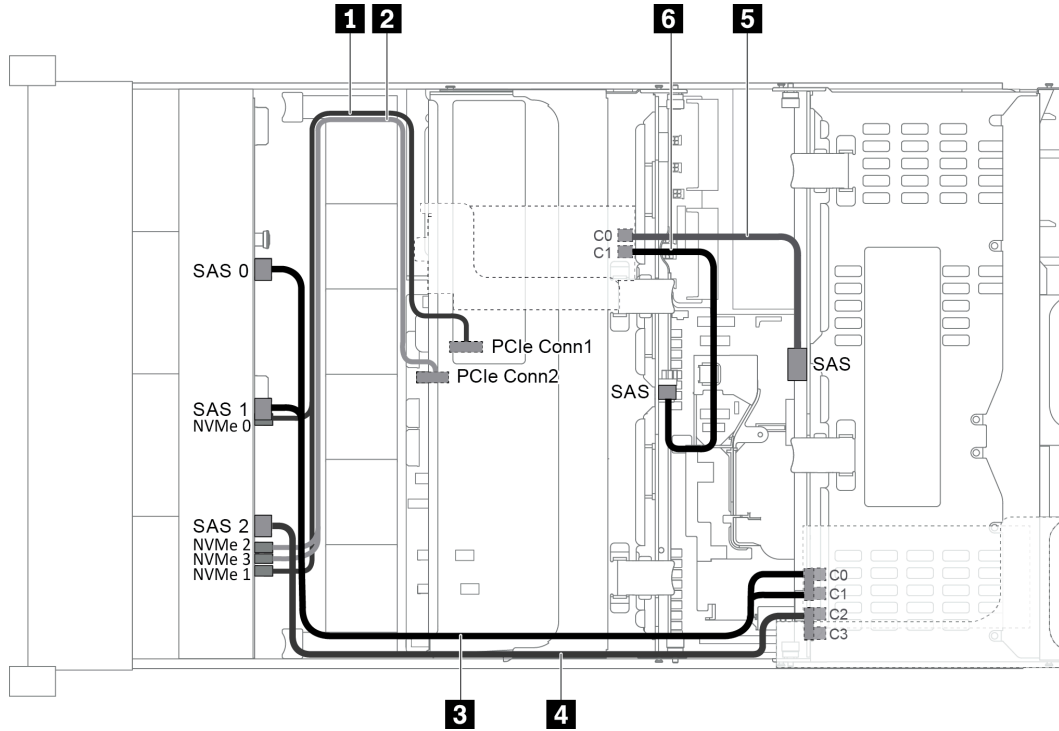 1
2
6
5
C0
C1
SAS 0
PCIe Conn1
SAS
PCIe Conn2
SAS
SAS 1
NVMe 0
SAS 2
NVMe 2
NVMe 3
NVMe 1
C0
C1
C2
C3
3
4